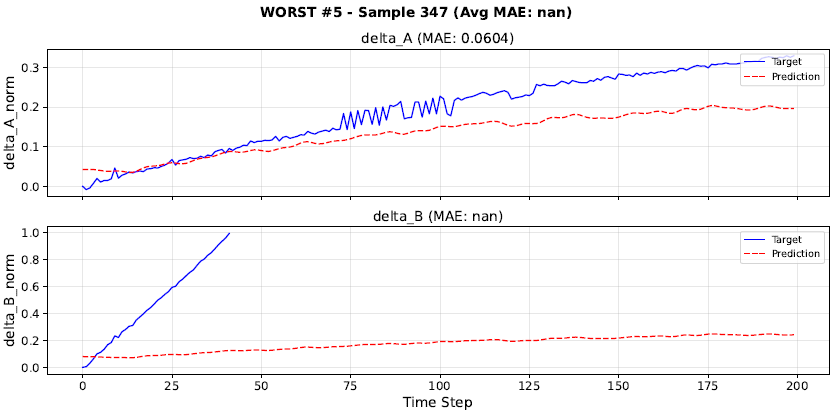 WORST #5 - Sample 347 (Avg MAE: nan)
delta_A (MAE: 0.0604)
delta_A_norm
0.3
0.2
0.1
0.0
Target
Prediction
delta_B (MAE: nan)
delta_B_norm
1.0
0.8
0.6
0.4
0.2
0.0
Target
Prediction
0 25 50 75 100 125 150 175 200
Time Step